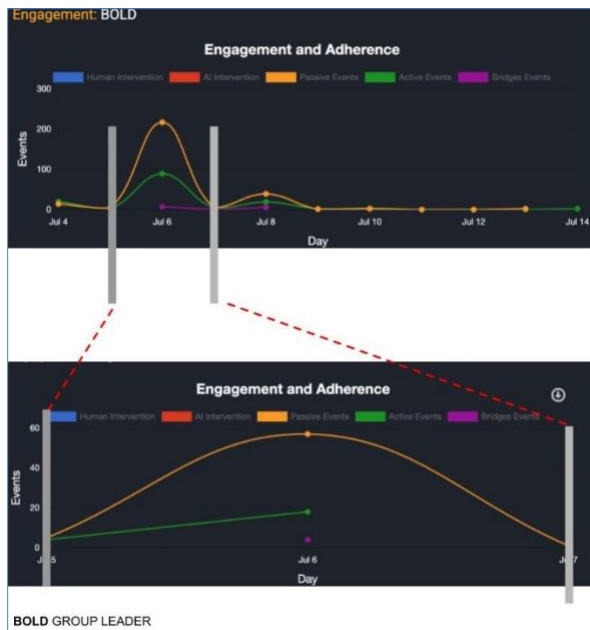 Engagement: BOLD
Engagement and Adherence
Human Intervention AI Intervention Passive Events Active Events Bridges Events
300
200
100
0
Events
Jul 4 Jul 6 Jul 8 Jul 10 Jul 12 Jul 14
Day
Engagement and Adherence
Human Intervention AI Intervention Passive Events Active Events Bridges Events
60
40
20
0
Events
Jul 6
Day
BOLD GROUP LEADER